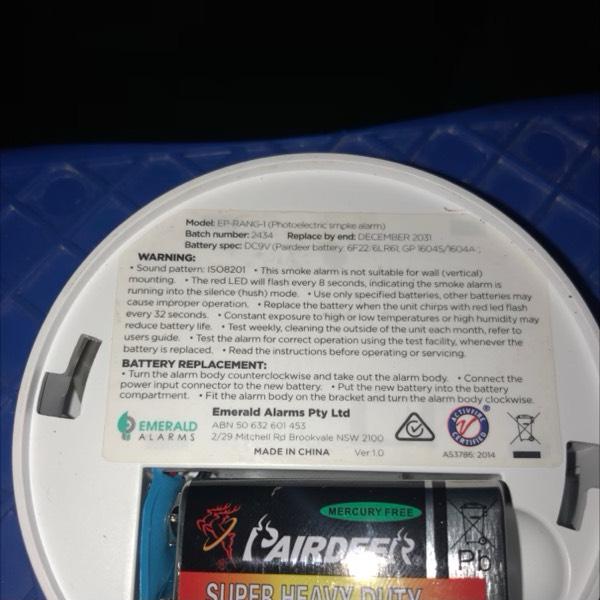 Model: EP-RANG-1 (Photoelectric smoke alarm)
Batch number: 2434 Replace by end: DECEMBER 2031
Battery spec: DC9V (Pairdeer battery: 6F22; 6LR61; GP 1604S/1604A ;
WARNING:
• Sound pattern: ISO8201 • This smoke alarm is not suitable for wall (vertical)
mounting. • The red LED will flash every 8 seconds, indicating the smoke alarm is
running into the silence (hush) mode. • Use only specified batteries, other batteries may
cause improper operation. • Replace the battery when the unit chirps with red led flash
every 32 seconds. • Constant exposure to high or low temperatures or high humidity may
reduce battery life. • Test weekly, cleaning the outside of the unit each month, refer to
users guide. • Test the alarm for correct operation using the test facility, whenever the
battery is replaced. • Read the instructions before operating or servicing.
BATTERY REPLACEMENT:
• Turn the alarm body counterclockwise and take out the alarm body. • Connect the
power input connector to the new battery. • Put the new battery into the battery
compartment. • Fit the alarm body on the bracket and turn the alarm body clockwise.
EMERALD
ALARMS
Emerald Alarms Pty Ltd
ABN 50 632 601 453
2/29 Mitchell Rd Brookvale NSW 2100
MADE IN CHINA Ver 1.0
ACTIVFIRE
CERTIFIED
AS3786: 2014
MERCURY FREE
PAIRDEER
Pb
SUPER HEAVY DUTY